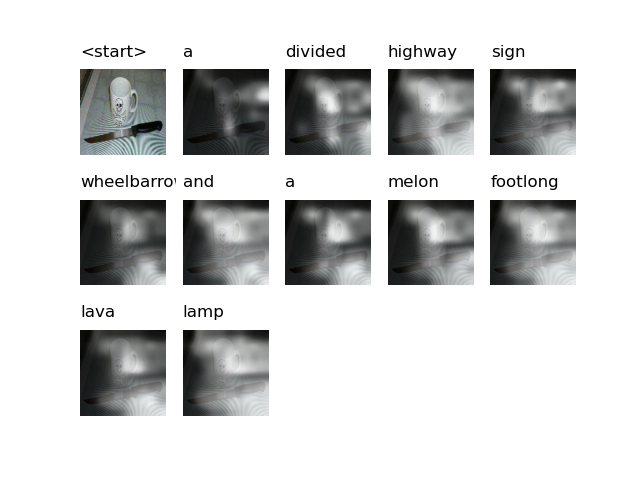 <start> a divided highway sign
wheelbarrow and a melon footlong
lava lamp